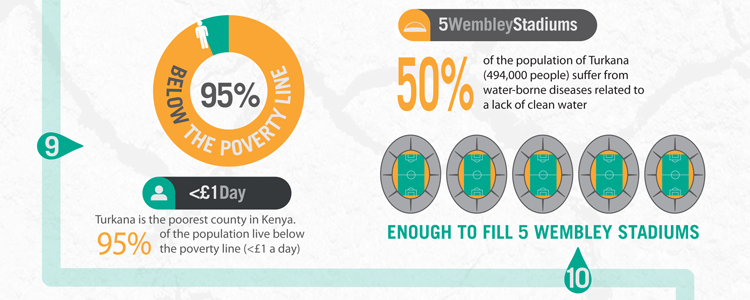 BELOW THE POVERTY LINE
95%
9
<£1Day
Turkana is the poorest county in Kenya.
95% of the population live below
the poverty line (<£1 a day)
5WembleyStadiums
50%
of the population of Turkana
(494,000 people) suffer from
water-borne diseases related to
a lack of clean water
ENOUGH TO FILL 5 WEMBLEY STADIUMS
10